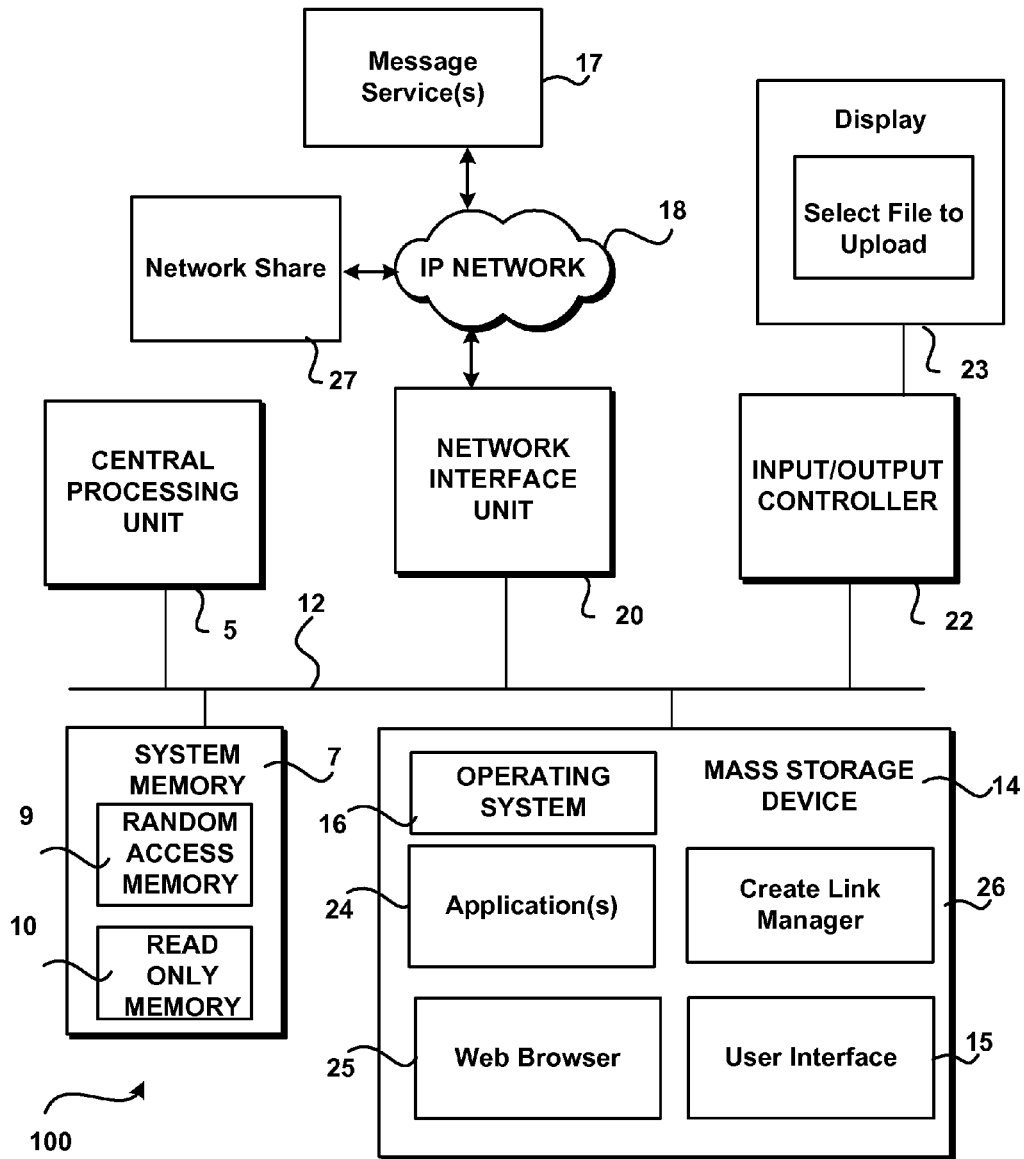 Message
Service(s)
17
Display
Select File to
Upload
23
Network Share
27
IP NETWORK
18
CENTRAL
PROCESSING
UNIT
5
NETWORK
INTERFACE
UNIT
20
INPUT/OUTPUT
CONTROLLER
22
12
SYSTEM
MEMORY
7
9
RANDOM
ACCESS
MEMORY
10
READ
ONLY
MEMORY
OPERATING
SYSTEM
16
MASS STORAGE
DEVICE
14
24
Application(s)
Create Link
Manager
26
25
Web Browser
User Interface
15
100